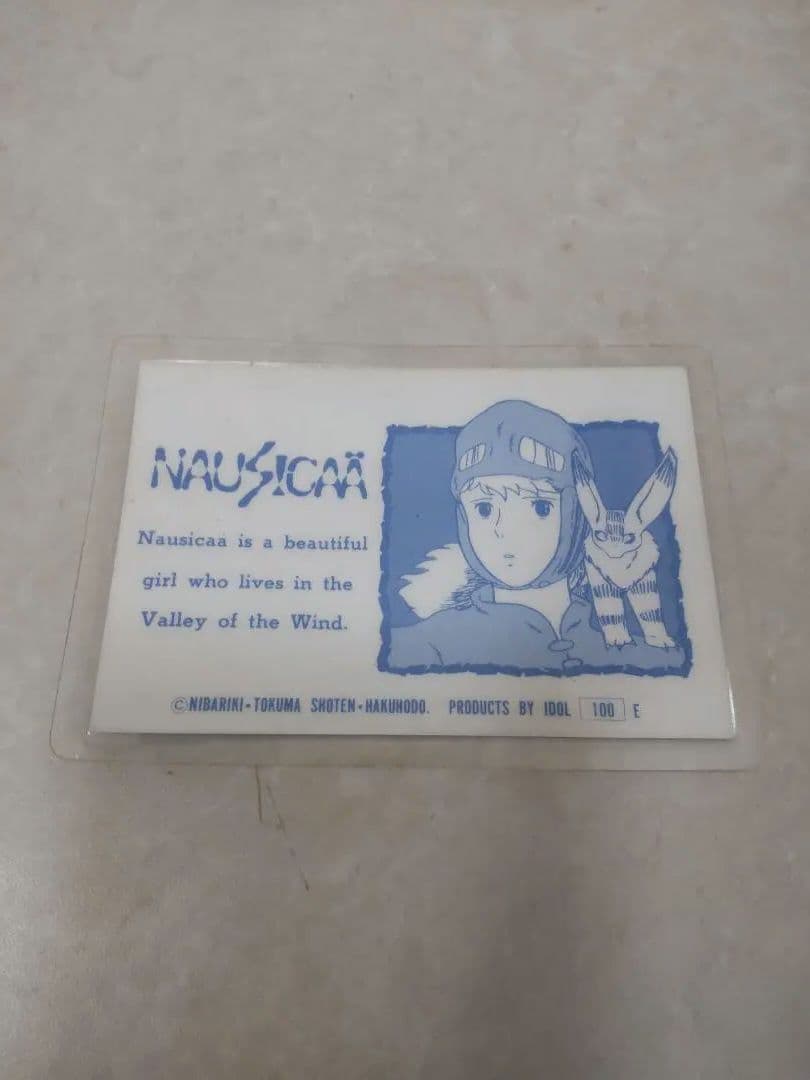 NAUSICAÄ
Nausicaa is a beautiful
girl who lives in the
Valley of the Wind.
©NIBARIKI・TOKUMA SHOTEN・HAKUHODO. PRODUCTS BY IDOL 100 E